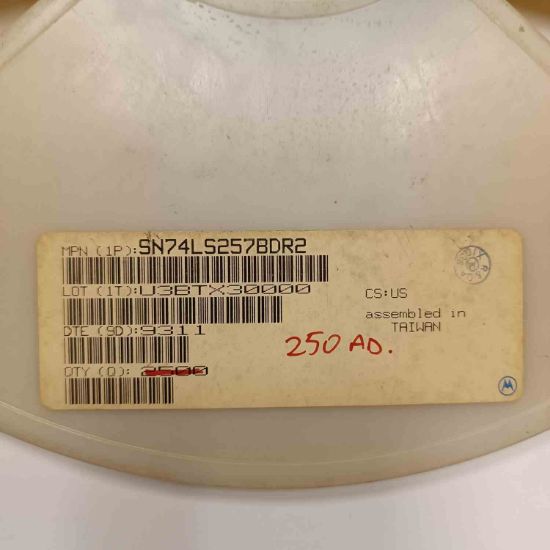 MPN (1P): SN74LS257BDR2
LOT (1T): U3BTX30000
CS:US
assembled in
TAIWAN
DTE (9D): 9311
250 AD.
QTY (Q): 2500